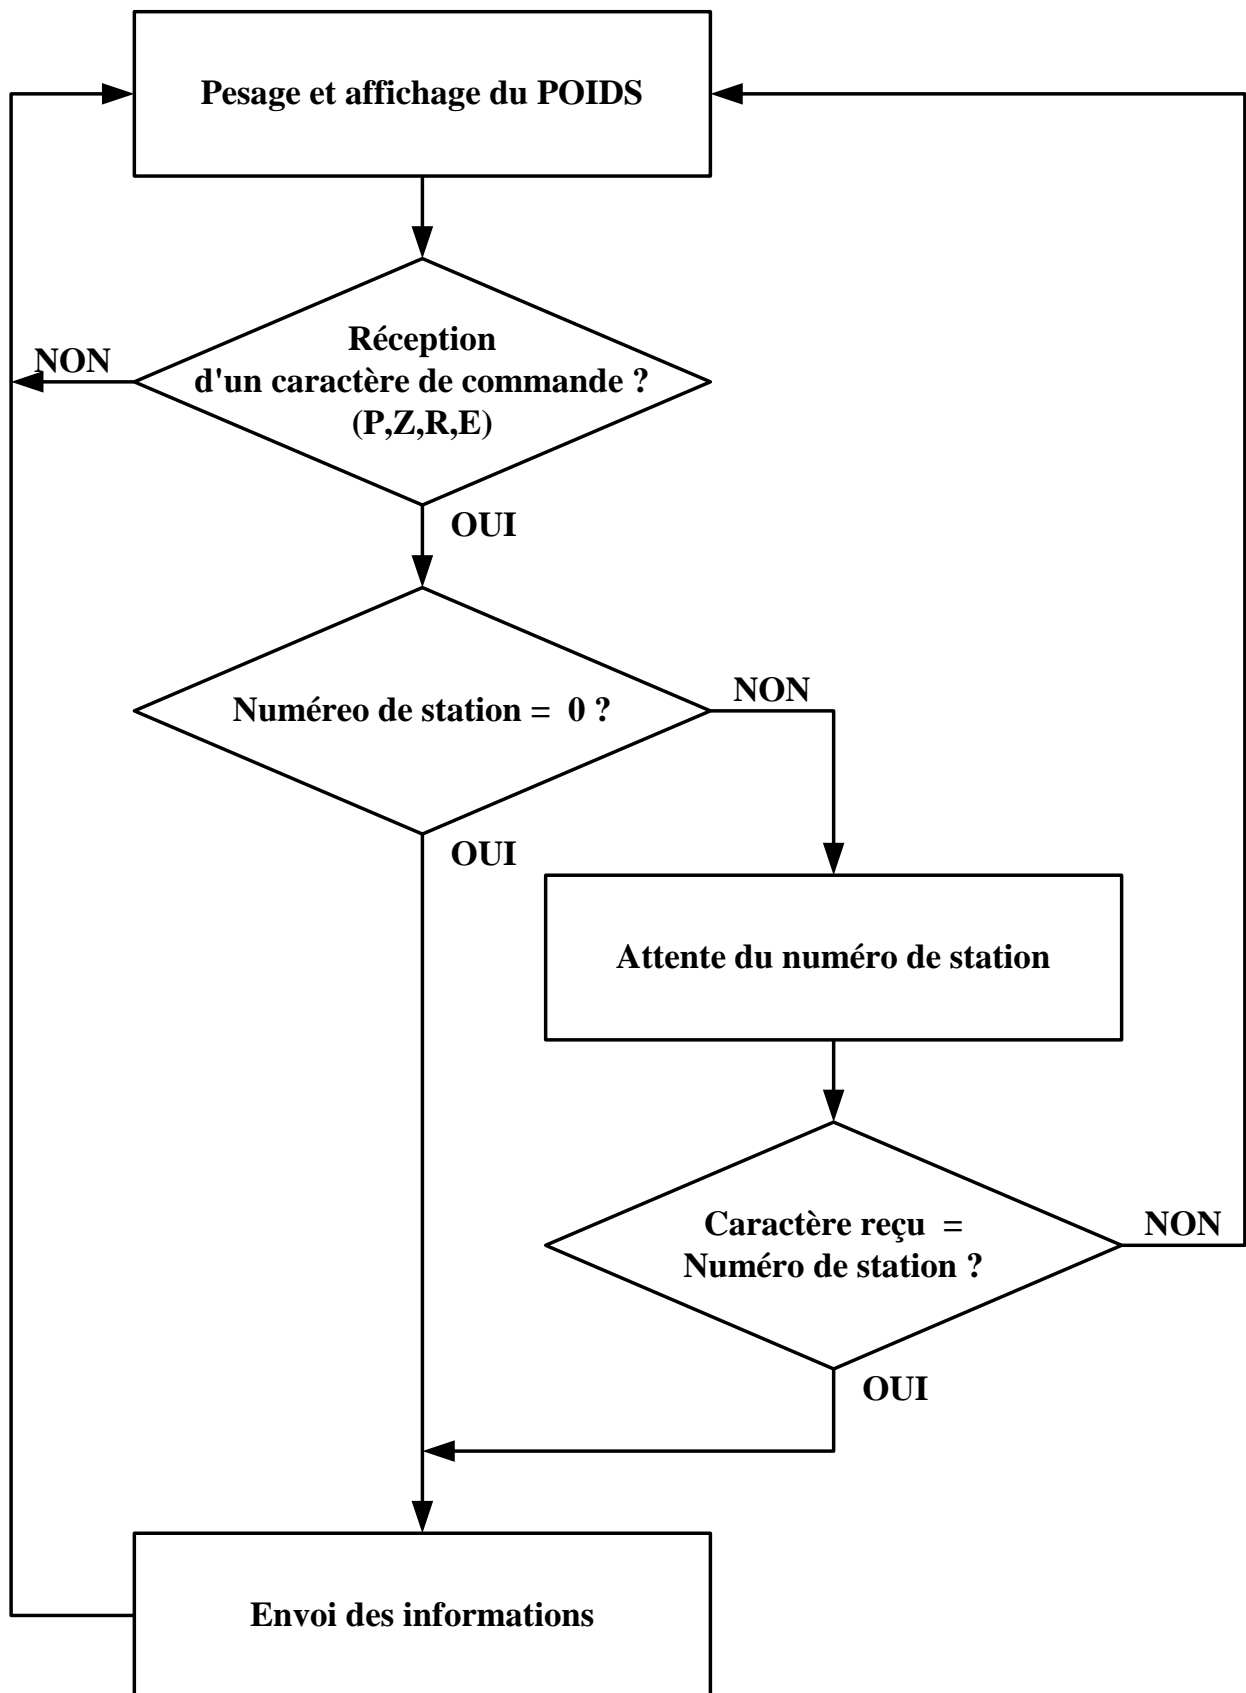 Pesage et affichage du POIDS
Réception
d'un caractère de commande ?
(P,Z,R,E)
NON
OUI
Numéreo de station =  0 ?
NON
OUI
Attente du numéro de station
Caractère reçu  =
Numéro de station ?
NON
OUI
Envoi des informations